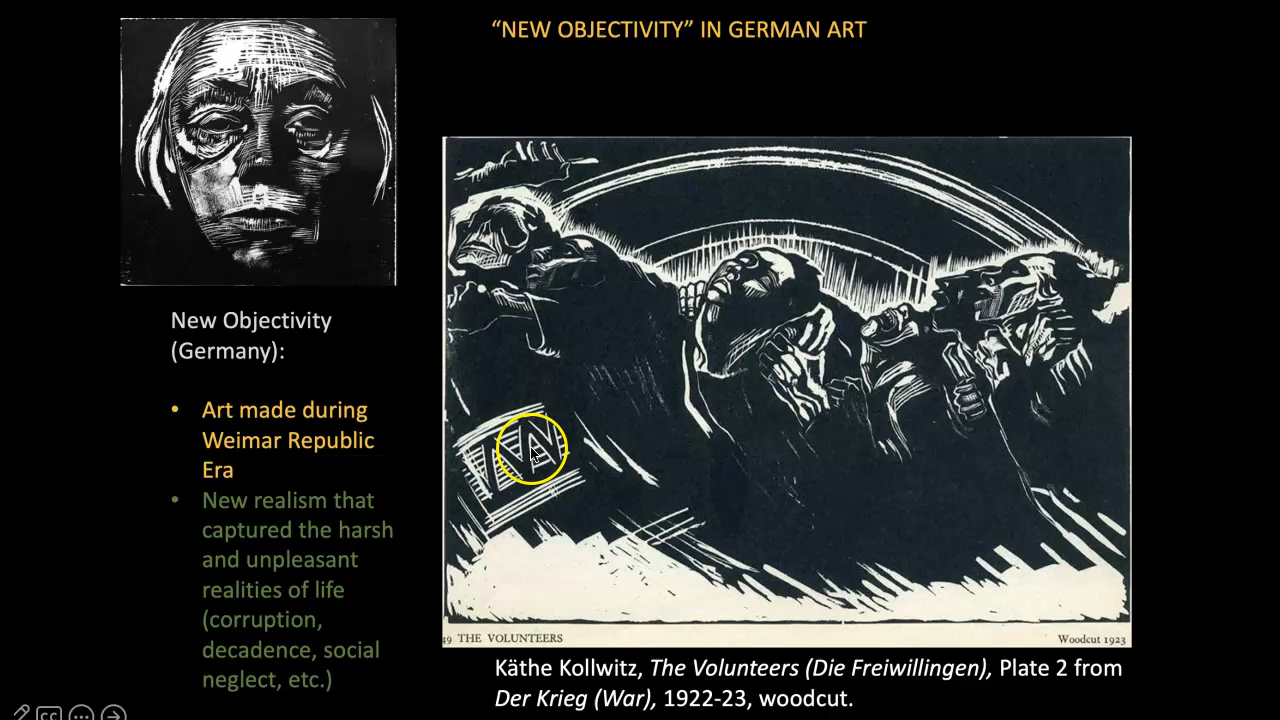 “NEW OBJECTIVITY” IN GERMAN ART
New Objectivity
(Germany):
• Art made during
Weimar Republic
Era
• New realism that
captured the harsh
and unpleasant
realities of life
(corruption,
decadence, social
neglect, etc.)
49 THE VOLUNTEERS
Woodcut 1923
Käthe Kollwitz, The Volunteers (Die Freiwillingen), Plate 2 from
Der Krieg (War), 1922-23, woodcut.
CC